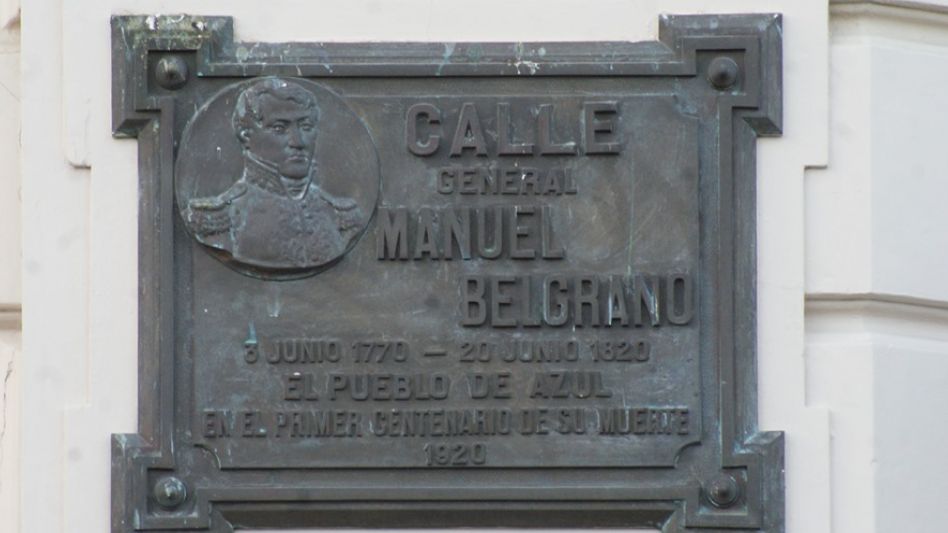 CALLE
GENERAL
MANUEL
BELGRANO
3 JUNIO 1770 — 20 JUNIO 1820
EL PUEBLO DE AZUL
EN EL PRIMER CENTENARIO DE SU MUERTE
1920